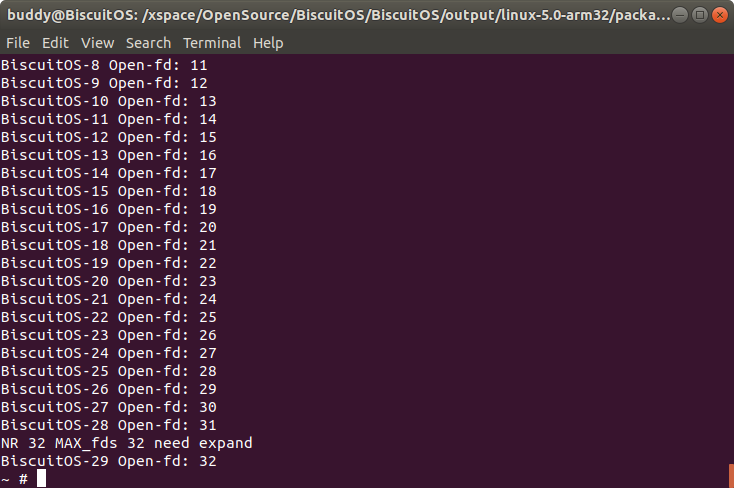 buddy@BiscuitOS: /xspace/OpenSource/BiscuitOS/BiscuitOS/output/linux-5.0-arm32/packa...
File Edit View Search Terminal Help
BiscuitOS-8 Open-fd: 11
BiscuitOS-9 Open-fd: 12
BiscuitOS-10 Open-fd: 13
BiscuitOS-11 Open-fd: 14
BiscuitOS-12 Open-fd: 15
BiscuitOS-13 Open-fd: 16
BiscuitOS-14 Open-fd: 17
BiscuitOS-15 Open-fd: 18
BiscuitOS-16 Open-fd: 19
BiscuitOS-17 Open-fd: 20
BiscuitOS-18 Open-fd: 21
BiscuitOS-19 Open-fd: 22
BiscuitOS-20 Open-fd: 23
BiscuitOS-21 Open-fd: 24
BiscuitOS-22 Open-fd: 25
BiscuitOS-23 Open-fd: 26
BiscuitOS-24 Open-fd: 27
BiscuitOS-25 Open-fd: 28
BiscuitOS-26 Open-fd: 29
BiscuitOS-27 Open-fd: 30
BiscuitOS-28 Open-fd: 31
NR 32 MAX_fds 32 need expand
BiscuitOS-29 Open-fd: 32
~ #